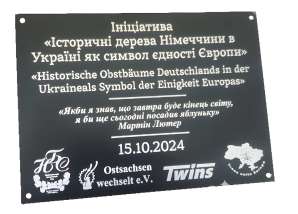 Ініціатива
«Історичні дерева Німеччини в
Україні як символ єдності Європи»
«Historische Obstbäume Deutschlands in der
Ukraineals Symbol der Einigkeit Europas»
«Якби я знав, що завтра буде кінець світу,
я би ще сьогодні посадив яблуньку»
Мартін Лютер
15.10.2024
Ostsachsen
wechselt e.V.
Twins